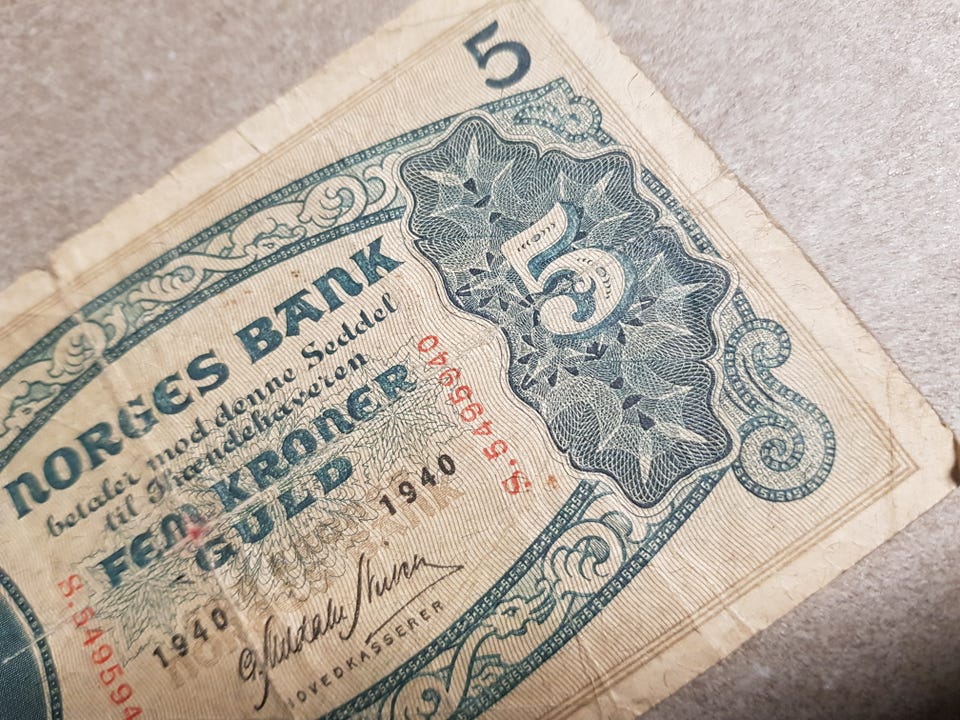 5
5
NORGES BANK
betaler mod denne Seddel
til Ihændehaveren
FEM KRONER
GULD
S.5495940
1940
1940
S.549594
HOVEDKASSERER